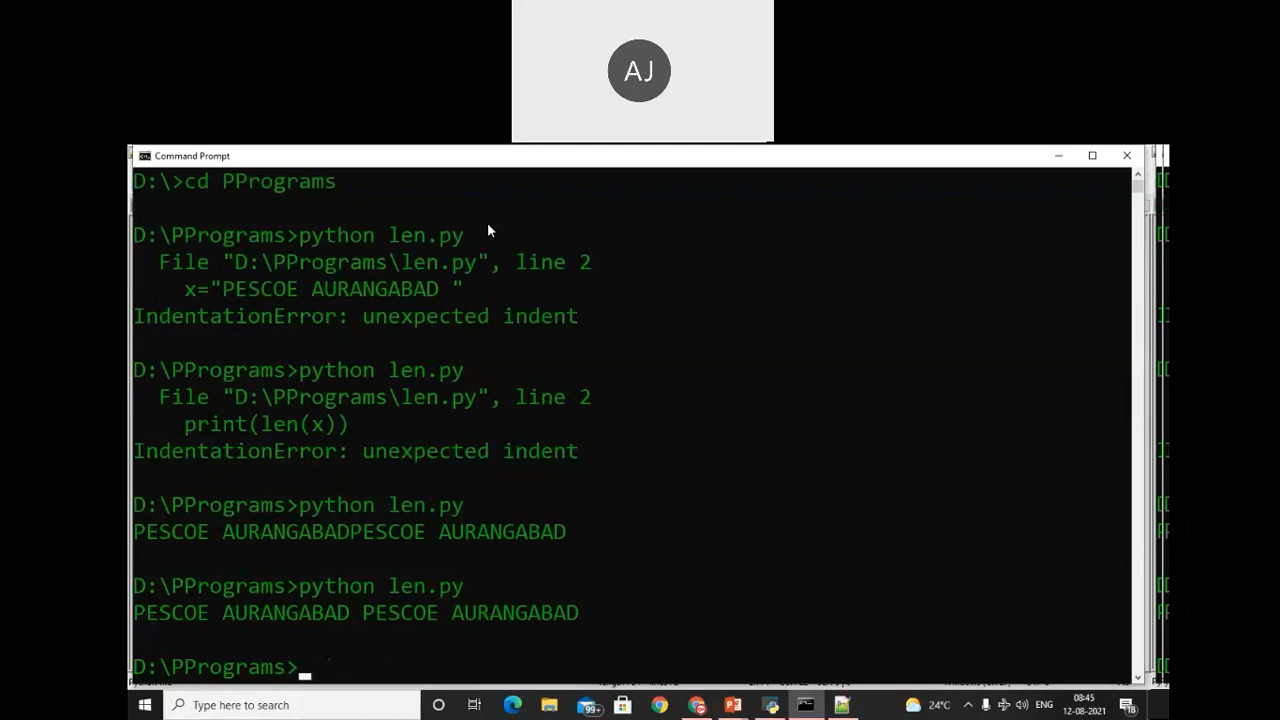 AJ
Command Prompt
D:\>cd PPrograms
D:\PPrograms>python len.py
File "D:\PPrograms\len.py", line 2
x="PESCOE AURANGABAD "
IndentationError: unexpected indent
D:\PPrograms>python len.py
File "D:\PPrograms\len.py", line 2
print(len(x))
IndentationError: unexpected indent
D:\PPrograms>python len.py
PESCOE AURANGABADPESCOE AURANGABAD
D:\PPrograms>python len.py
PESCOE AURANGABAD PESCOE AURANGABAD
D:\PPrograms>
Type here to search
99+
24°C
ENG
08:45
12-08-2021
18